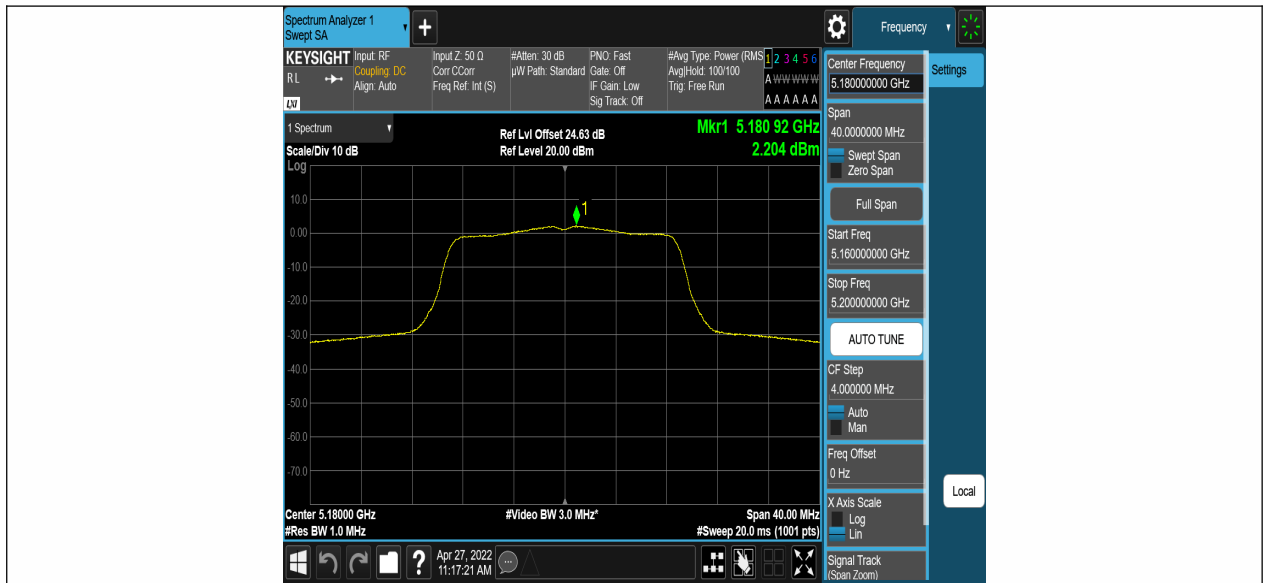 Spectrum Analyzer 1
Swept SA
+
Frequency
KEYSIGHT
RL
LXI
Input: RF
Coupling: DC
Align: Auto
Input Z: 50 Ω
Corr CCorr
Freq Ref: Int (S)
#Atten: 30 dB
µW Path: Standard
PNO: Fast
Gate: Off
IF Gain: Low
Sig Track: Off
#Avg Type: Power (RMS
Avg|Hold: 100/100
Trig: Free Run
1 2 3 4 5 6
A W W W W W
A A A A A A
Center Frequency
5.180000000 GHz
Settings
1 Spectrum
Scale/Div 10 dB
Ref Lvl Offset 24.63 dB
Ref Level 20.00 dBm
Mkr1 5.180 92 GHz
2.204 dBm
Log
10.0
0.00
-10.0
-20.0
-30.0
-40.0
-50.0
-60.0
-70.0
1
Span
40.0000000 MHz
Swept Span
Zero Span
Full Span
Start Freq
5.160000000 GHz
Stop Freq
5.200000000 GHz
AUTO TUNE
CF Step
4.000000 MHz
Auto
Man
Freq Offset
0 Hz
X Axis Scale
Log
Lin
Local
Signal Track
(Span Zoom)
Center 5.18000 GHz
#Res BW 1.0 MHz
#Video BW 3.0 MHz*
Span 40.00 MHz
#Sweep 20.0 ms (1001 pts)
?
Apr 27, 2022
11:17:21 AM